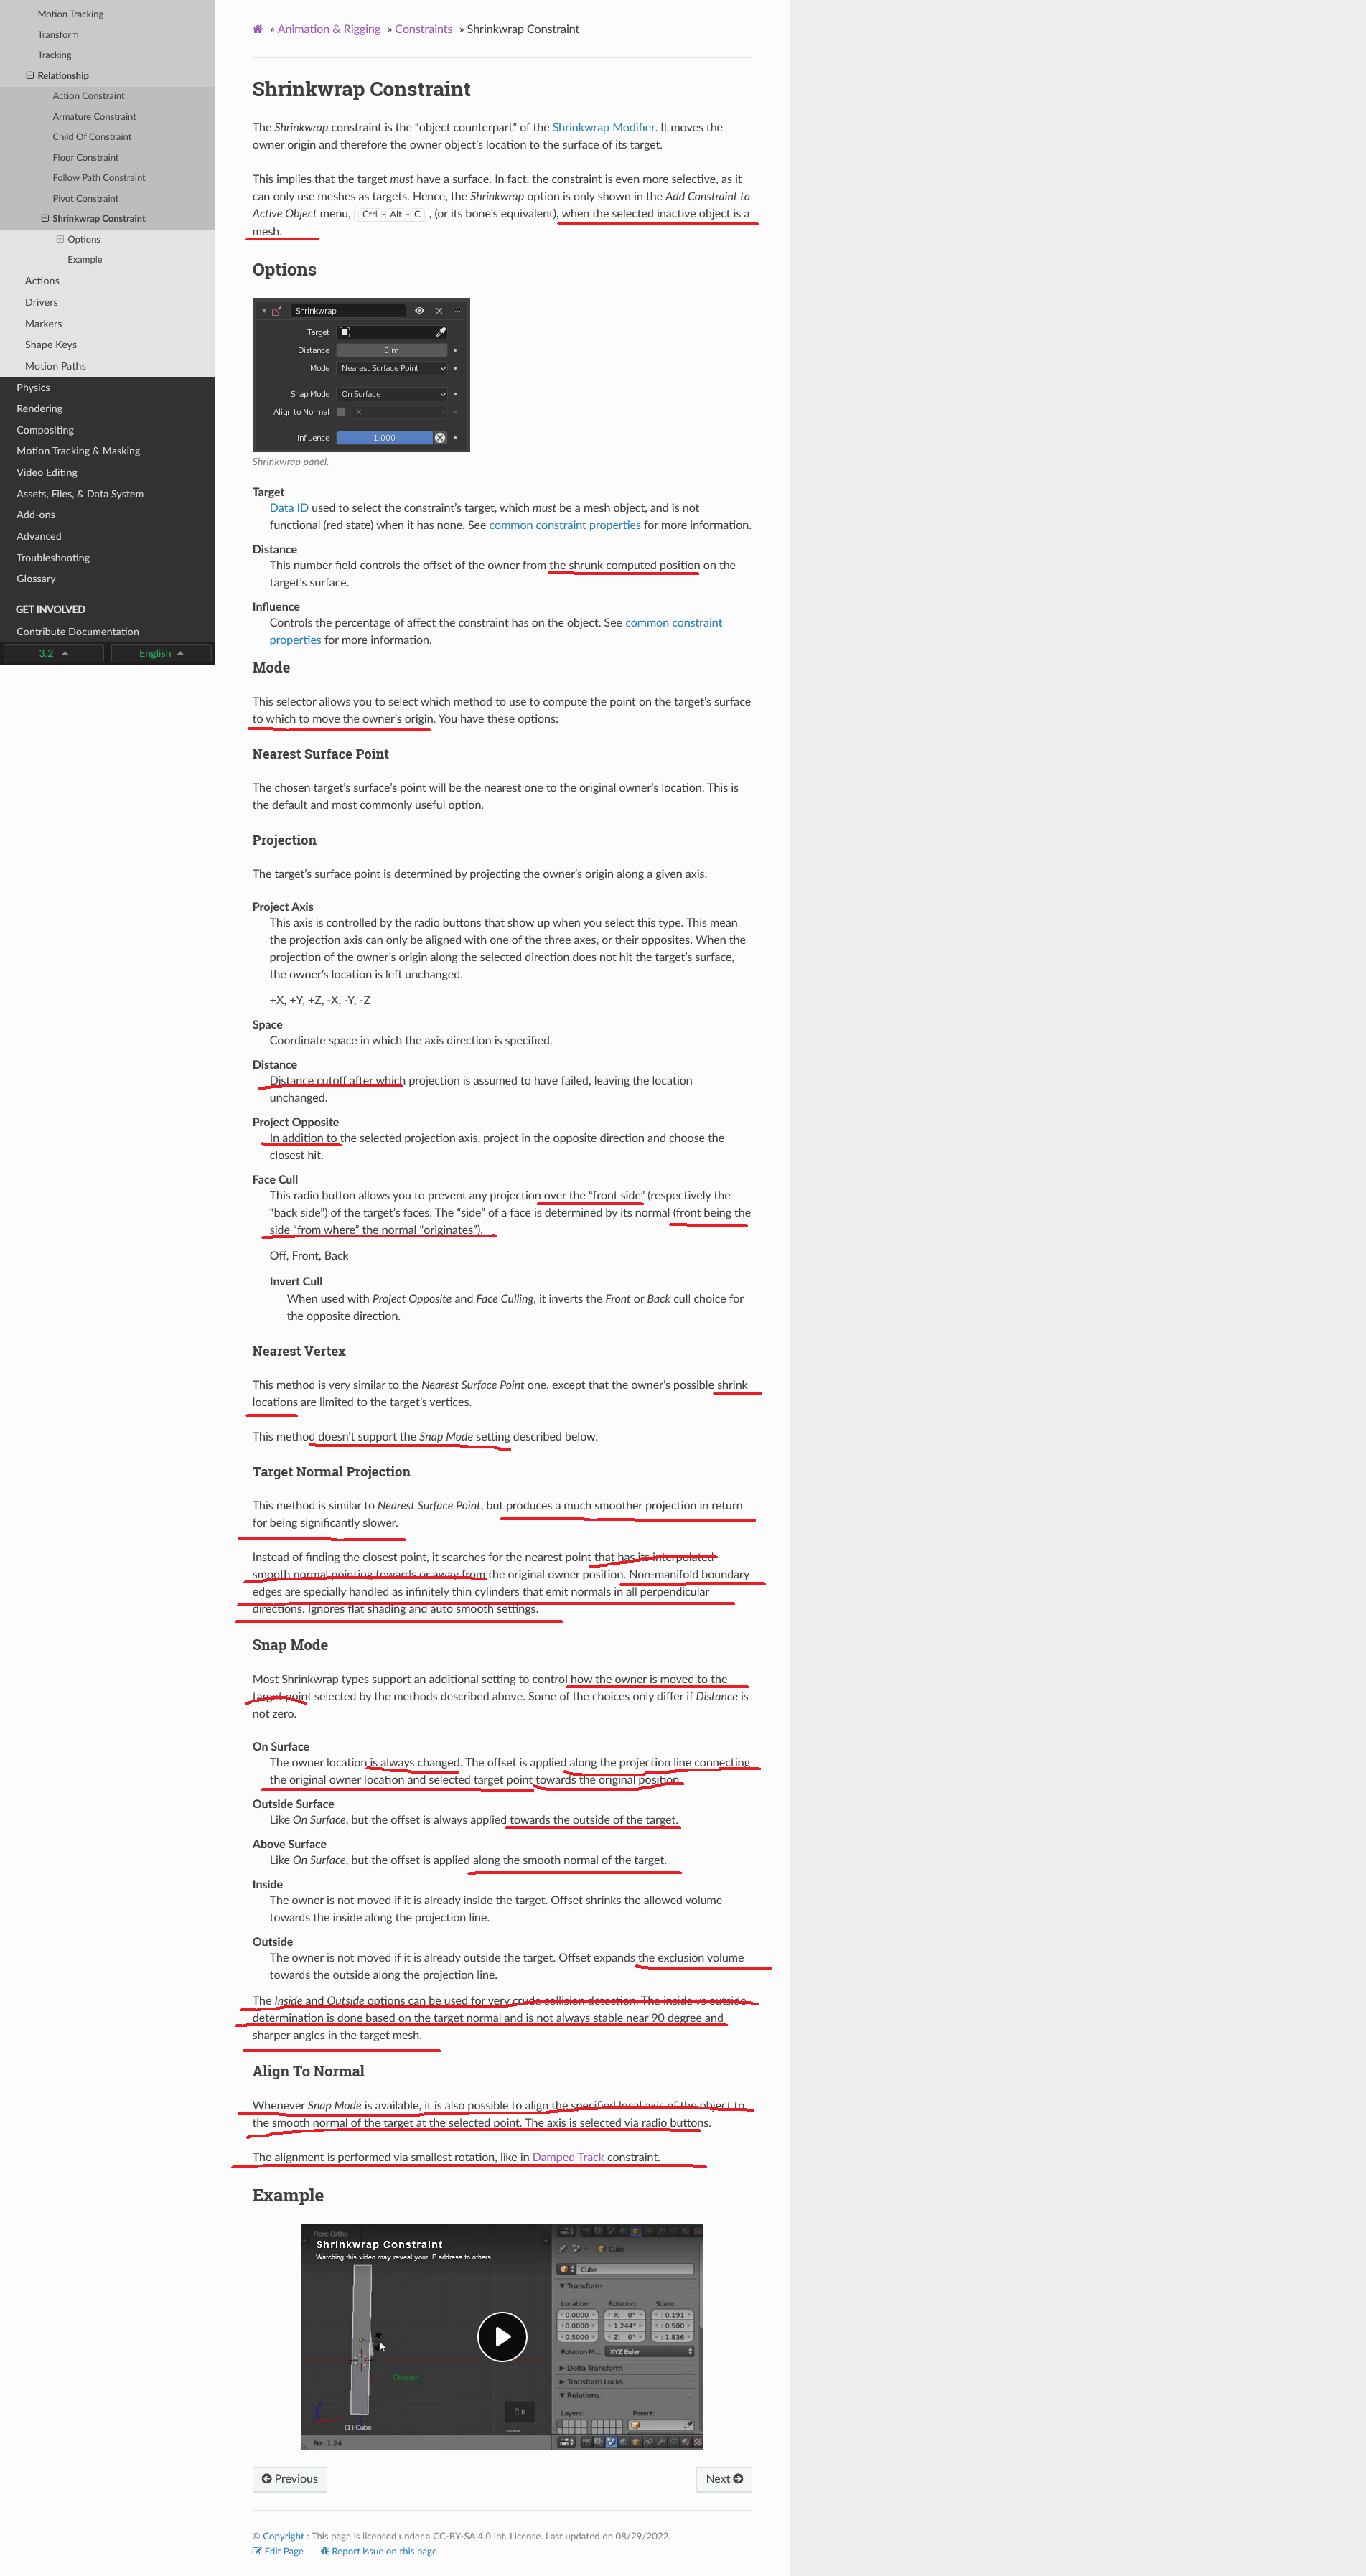 Motion Tracking
Transform
Tracking
Relationship
Action Constraint
Armature Constraint
Child Of Constraint
Floor Constraint
Follow Path Constraint
Pivot Constraint
Shrinkwrap Constraint
Options
Example
Actions
Drivers
Markers
Shape Keys
Motion Paths
Physics
Rendering
Compositing
Motion Tracking & Masking
Video Editing
Assets, Files, & Data System
Add-ons
Advanced
Troubleshooting
Glossary
GET INVOLVED
Contribute Documentation
3.2 English
» Animation & Rigging » Constraints » Shrinkwrap Constraint
Shrinkwrap Constraint
The Shrinkwrap constraint is the “object counterpart” of the Shrinkwrap Modifier. It moves the
owner origin and therefore the owner object’s location to the surface of its target.
This implies that the target must have a surface. In fact, the constraint is even more selective, as it
can only use meshes as targets. Hence, the Shrinkwrap option is only shown in the Add Constraint to
Active Object menu, Ctrl - Alt - C , (or its bone’s equivalent), when the selected inactive object is a
mesh.
Options
Shrinkwrap
Target
Distance 0 m
Mode Nearest Surface Point
Snap Mode On Surface
Align to Normal X
Influence 1.000
Shrinkwrap panel.
Target
Data ID used to select the constraint’s target, which must be a mesh object, and is not
functional (red state) when it has none. See common constraint properties for more information.
Distance
This number field controls the offset of the owner from the shrunk computed position on the
target’s surface.
Influence
Controls the percentage of affect the constraint has on the object. See common constraint
properties for more information.
Mode
This selector allows you to select which method to use to compute the point on the target’s surface
to which to move the owner’s origin. You have these options:
Nearest Surface Point
The chosen target’s surface’s point will be the nearest one to the original owner’s location. This is
the default and most commonly useful option.
Projection
The target’s surface point is determined by projecting the owner’s origin along a given axis.
Project Axis
This axis is controlled by the radio buttons that show up when you select this type. This mean
the projection axis can only be aligned with one of the three axes, or their opposites. When the
projection of the owner’s origin along the selected direction does not hit the target’s surface,
the owner’s location is left unchanged.
+X, +Y, +Z, -X, -Y, -Z
Space
Coordinate space in which the axis direction is specified.
Distance
Distance cutoff after which projection is assumed to have failed, leaving the location
unchanged.
Project Opposite
In addition to the selected projection axis, project in the opposite direction and choose the
closest hit.
Face Cull
This radio button allows you to prevent any projection over the “front side” (respectively the
“back side”) of the target’s faces. The “side” of a face is determined by its normal (front being the
side “from where” the normal “originates”).
Off, Front, Back
Invert Cull
When used with Project Opposite and Face Culling, it inverts the Front or Back cull choice for
the opposite direction.
Nearest Vertex
This method is very similar to the Nearest Surface Point one, except that the owner’s possible shrink
locations are limited to the target’s vertices.
This method doesn’t support the Snap Mode setting described below.
Target Normal Projection
This method is similar to Nearest Surface Point, but produces a much smoother projection in return
for being significantly slower.
Instead of finding the closest point, it searches for the nearest point that has its interpolated
smooth normal pointing towards or away from the original owner position. Non-manifold boundary
edges are specially handled as infinitely thin cylinders that emit normals in all perpendicular
directions. Ignores flat shading and auto smooth settings.
Snap Mode
Most Shrinkwrap types support an additional setting to control how the owner is moved to the
target point selected by the methods described above. Some of the choices only differ if Distance is
not zero.
On Surface
The owner location is always changed. The offset is applied along the projection line connecting
the original owner location and selected target point towards the original position.
Outside Surface
Like On Surface, but the offset is always applied towards the outside of the target.
Above Surface
Like On Surface, but the offset is applied along the smooth normal of the target.
Inside
The owner is not moved if it is already inside the target. Offset shrinks the allowed volume
towards the inside along the projection line.
Outside
The owner is not moved if it is already outside the target. Offset expands the exclusion volume
towards the outside along the projection line.
The Inside and Outside options can be used for very crude collision detection. The inside vs outside
determination is done based on the target normal and is not always stable near 90 degree and
sharper angles in the target mesh.
Align To Normal
Whenever Snap Mode is available, it is also possible to align the specified local axis of the object to
the smooth normal of the target at the selected point. The axis is selected via radio buttons.
The alignment is performed via smallest rotation, like in Damped Track constraint.
Example
Front Ortho
Shrinkwrap Constraint
Watching this video may reveal your IP address to others.
Owner
(1) Cube
Rot: 1.24
R
Cube
Cube
Transform
Location: Rotation: Scale:
0.0000 X: 0° : 0.191
0.0000 1.244° : 0.500
0.5000 Z: 0° : 1.836
Rotation M... XYZ Euler
Delta Transform
Transform Locks
Relations
Layers: Parent:
Previous Next
© Copyright : This page is licensed under a CC-BY-SA 4.0 Int. License. Last updated on 08/29/2022.
Edit Page Report issue on this page